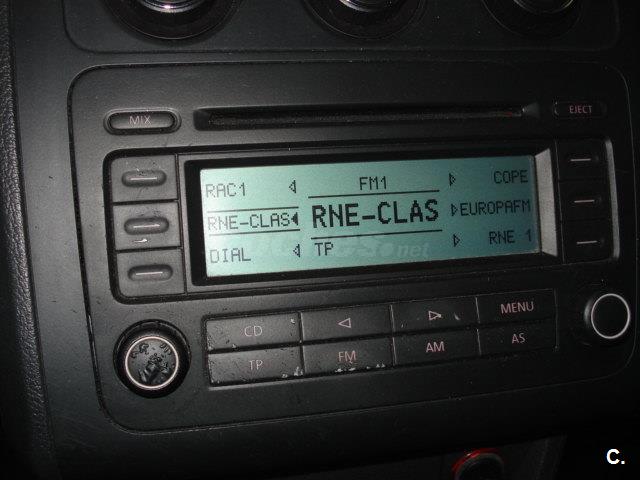 MIX
EJECT
RAC1 FM1 COPE
RNE-CLAS RNE-CLAS EUROPAFM
DIAL TP RNE 1
CD MENU
TP FM AM AS
.net
C.